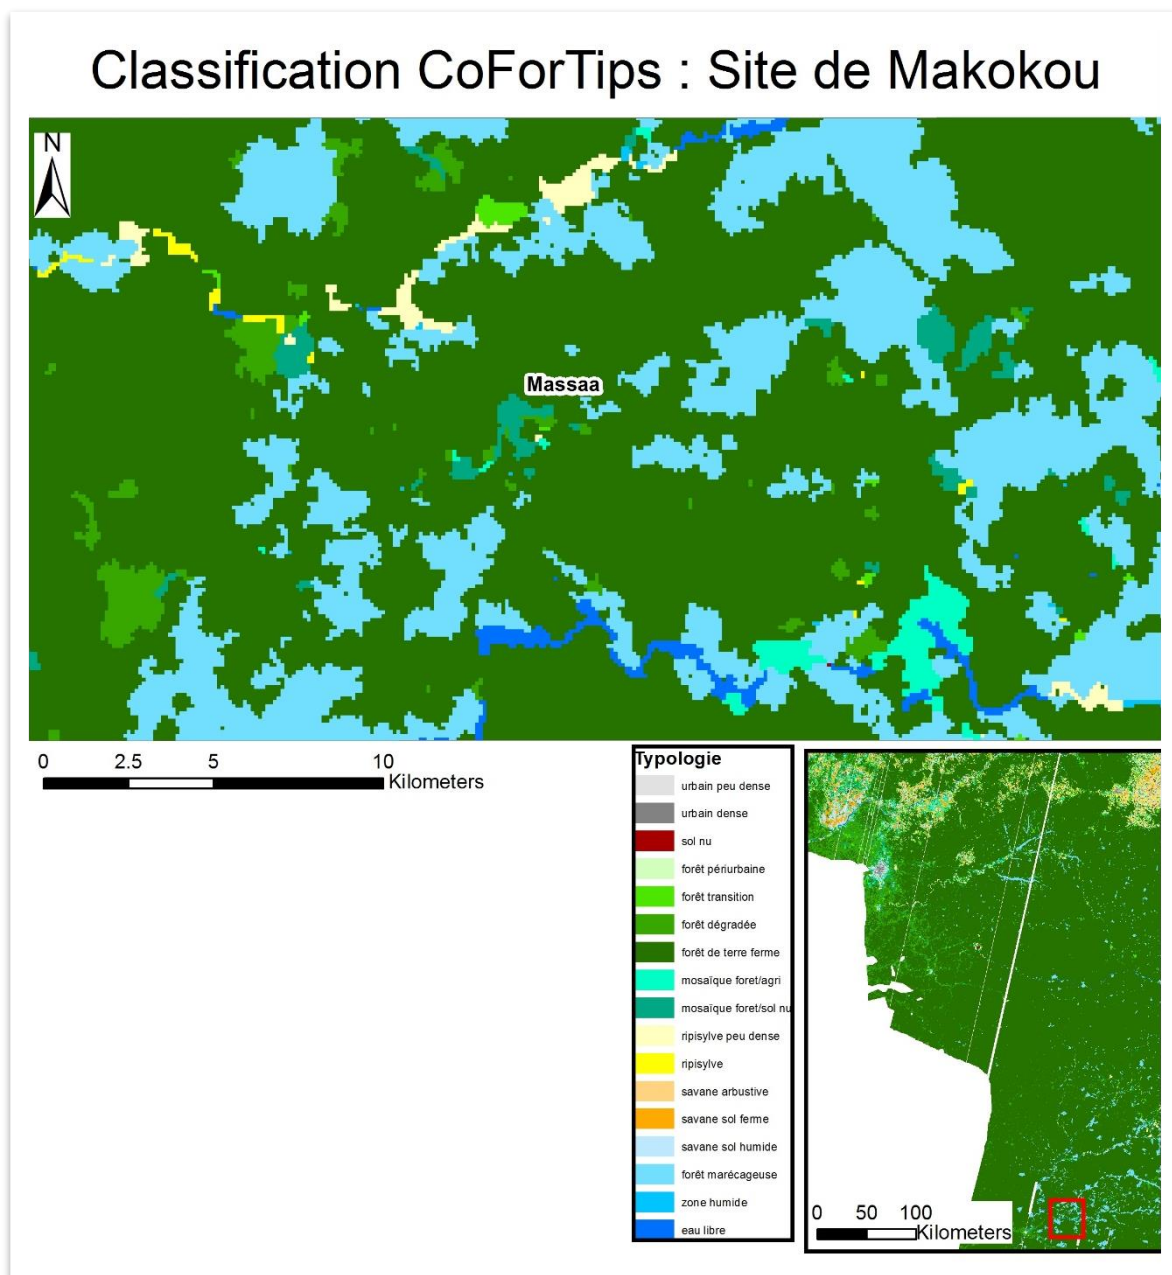 Classification CoForTips : Site de Makokou
N
Massaa
0 2.5 5 10
Kilometers
Typologie
urbain peu dense
urbain dense
sol nu
forêt périurbaine
forêt transition
forêt dégradée
forêt de terre ferme
mosaïque foret/agri
mosaïque foret/sol nu
ripisylve peu dense
ripisylve
savane arbustive
savane sol ferme
savane sol humide
forêt marécageuse
zone humide
eau libre
0 50 100
Kilometers